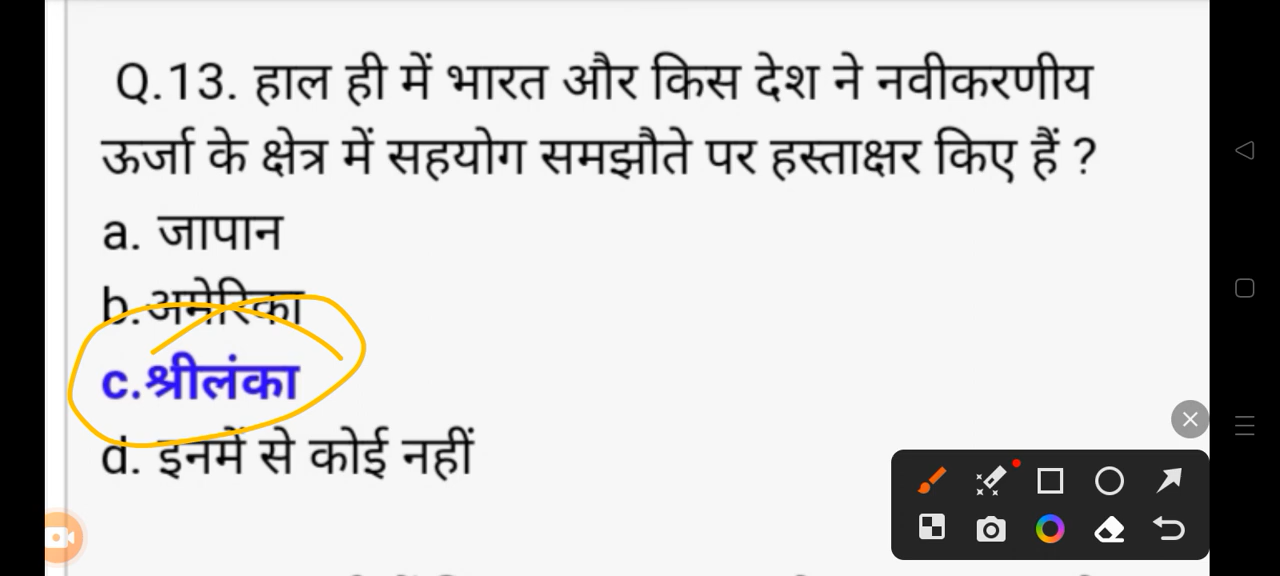 Q.13. हाल ही में भारत और किस देश ने नवीकरणीय
ऊर्जा के क्षेत्र में सहयोग समझौते पर हस्ताक्षर किए हैं ?
a. जापान
b.अमेरिका
c.श्रीलंका
d. इनमें से कोई नहीं